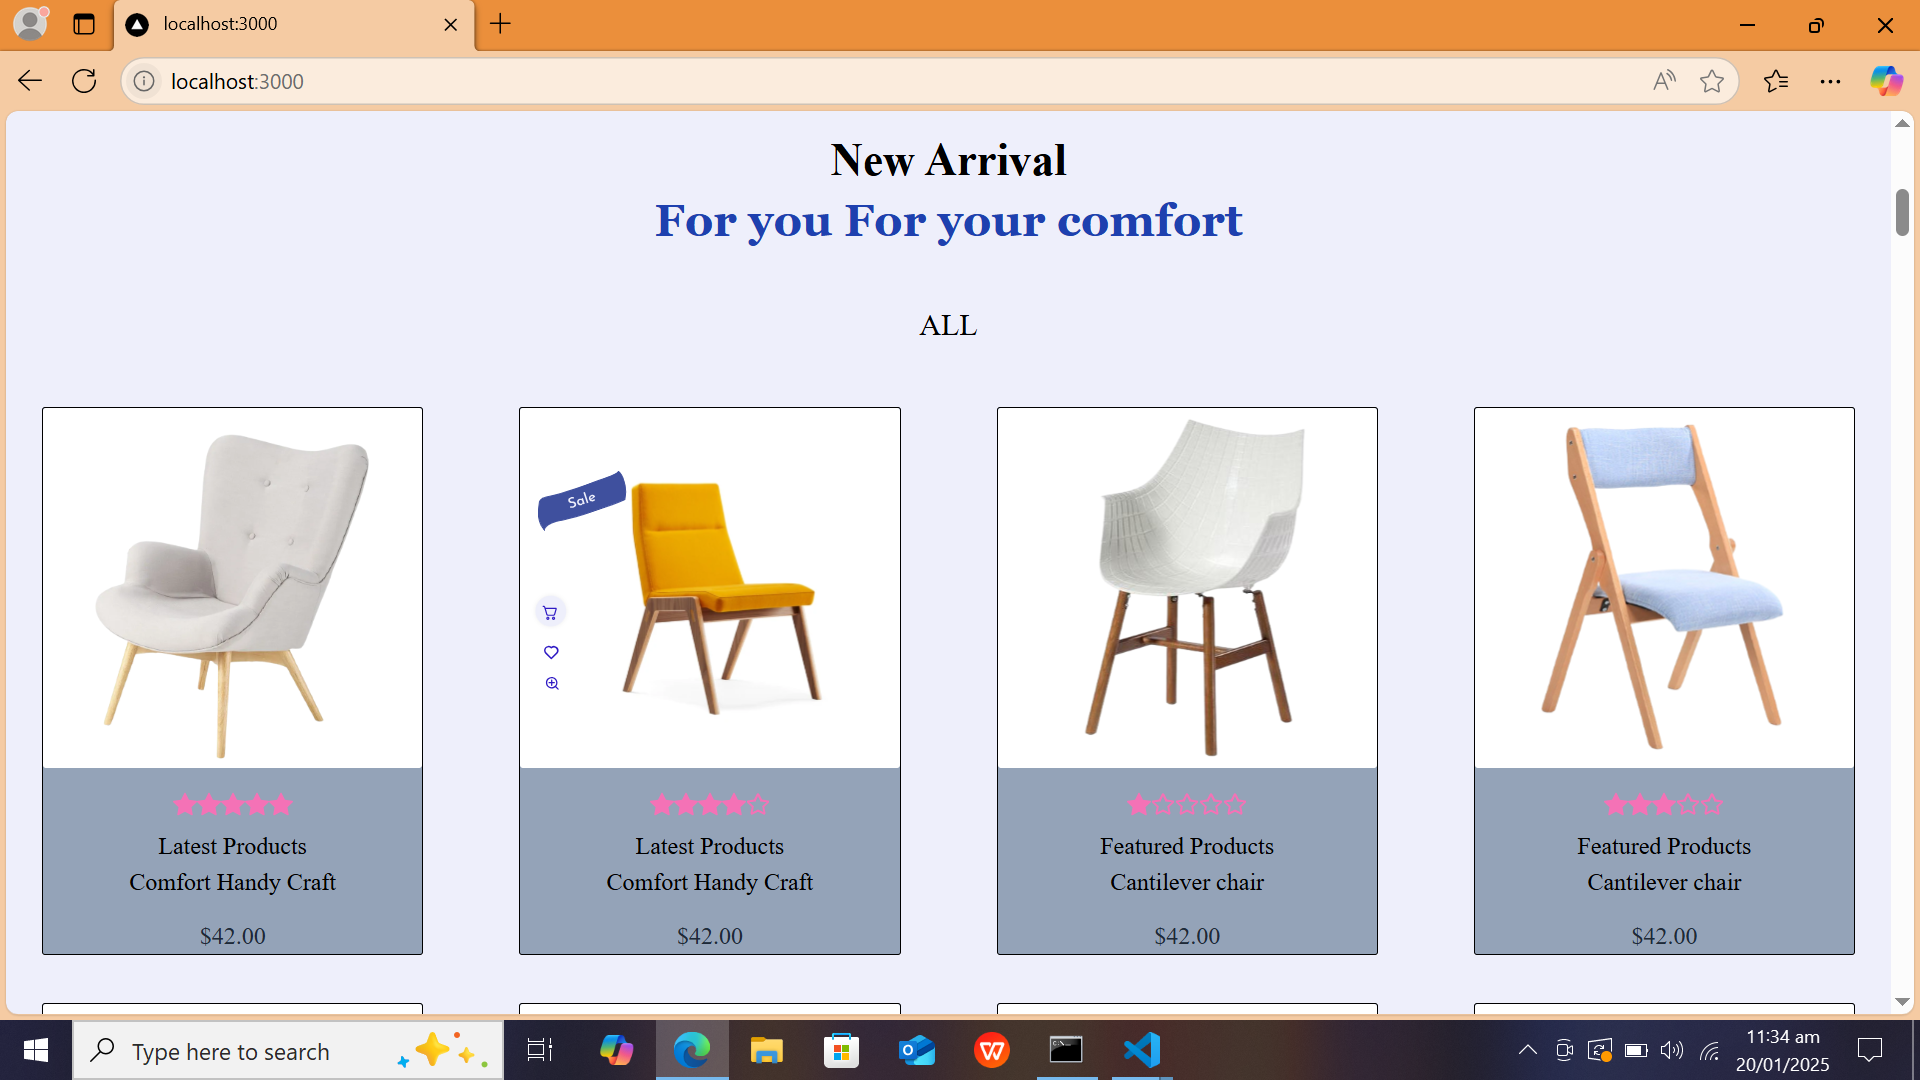 localhost:3000
localhost:3000
New Arrival
For you For your comfort
ALL
Sale
Latest Products
Comfort Handy Craft
$42.00
Latest Products
Comfort Handy Craft
$42.00
Featured Products
Cantilever chair
$42.00
Featured Products
Cantilever chair
$42.00
Type here to search
11:34 am
20/01/2025